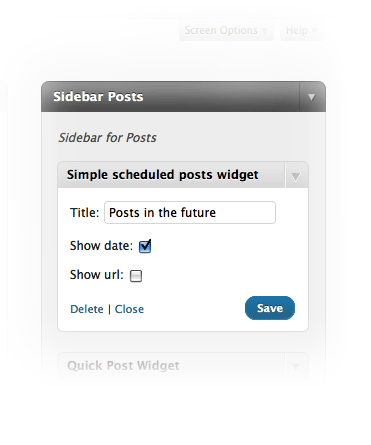 Screen Options Help
Sidebar Posts
Sidebar for Posts
Simple scheduled posts widget
Title: Posts in the future
Show date:
Show url:
Delete | Close Save
Quick Post Widget